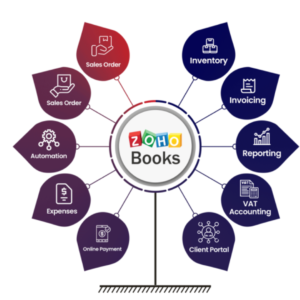 Sales Order
Inventory
Sales Order
Invoicing
ZOHO
Books
Automation
Reporting
Expenses
VAT
Accounting
Online Payment
Client Portal